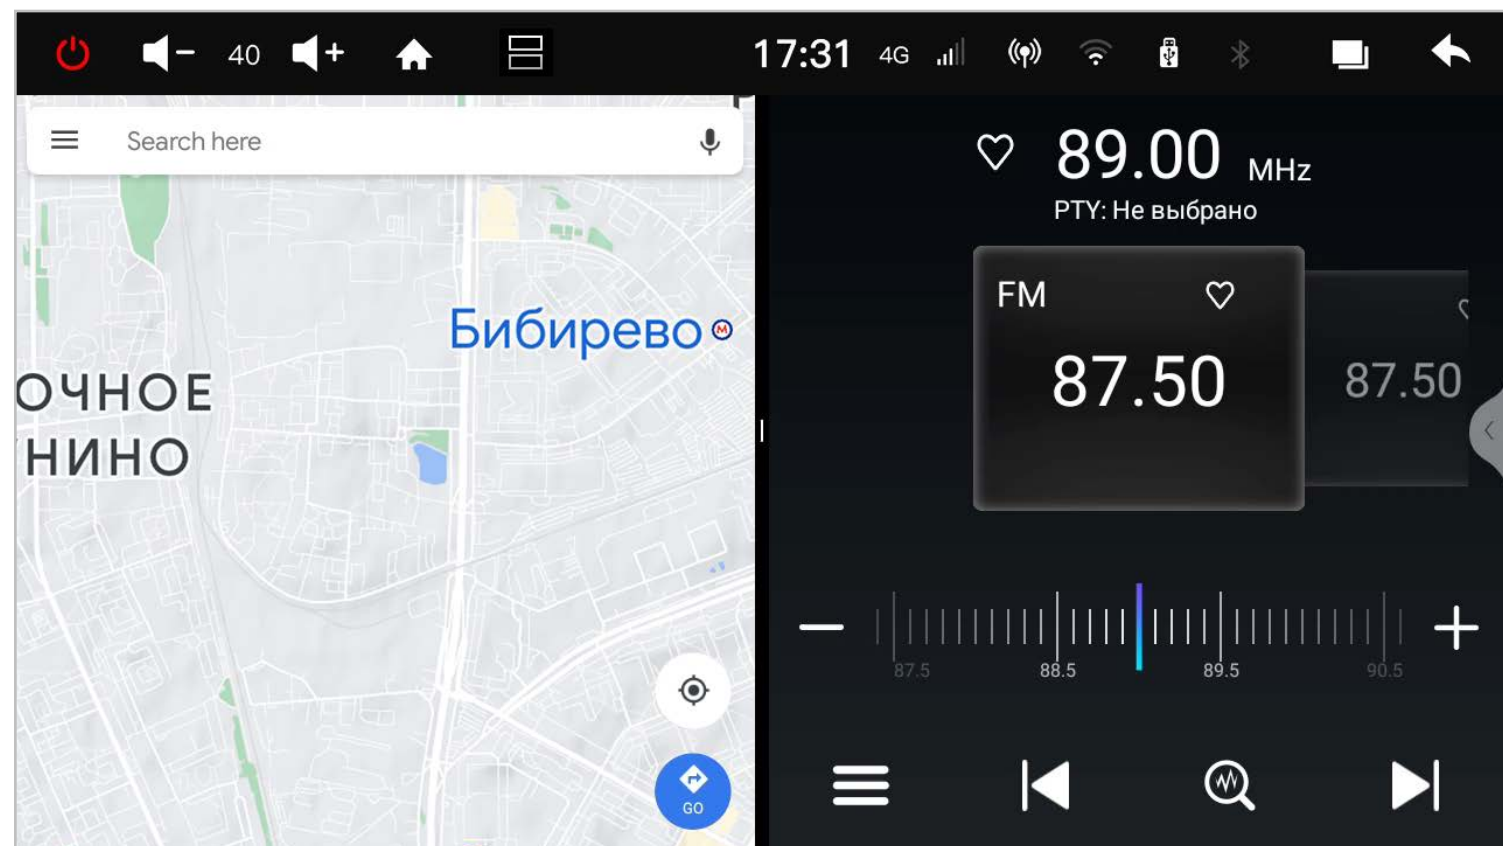 40
17:31 4G
Search here
Бибирево
ОЧНОЕ
НИНО
GO
89.00 MHz
PTY: Не выбрано
FM
87.50
87.50
87.5 88.5 89.5 90.5